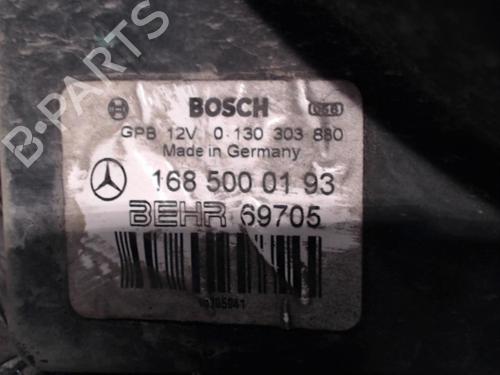 BOSCH
GPB 12V 0 130 303 880
Made in Germany
168 500 01 93
BEHR 69705
B-PARTS